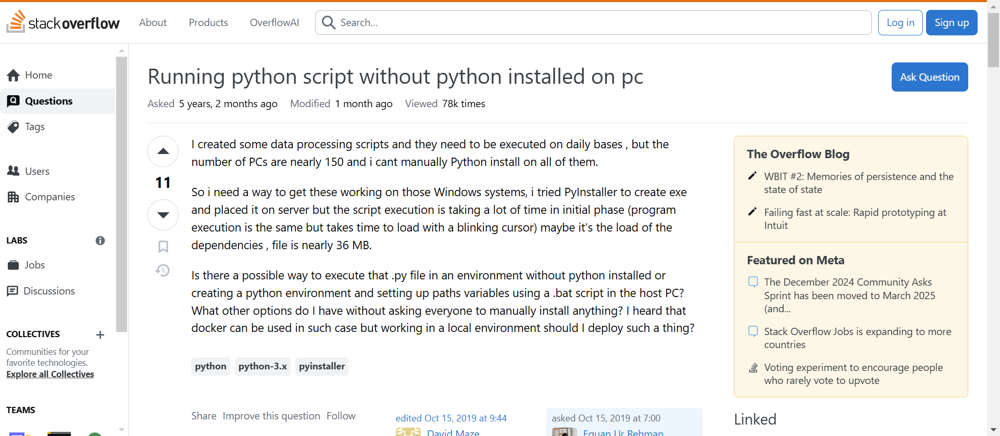 stackoverflow
About
Products
OverflowAI
Search...
Log in
Sign up
Home
Questions
Tags
Users
Companies
LABS
Jobs
Discussions
COLLECTIVES
Communities for your
favorite technologies.
Explore all Collectives
TEAMS
Running python script without python installed on pc
Ask Question
Asked 5 years, 2 months ago Modified 1 month ago Viewed 78k times
11
I created some data processing scripts and they need to be executed on daily bases , but the
number of PCs are nearly 150 and i cant manually Python install on all of them.
So i need a way to get these working on those Windows systems, i tried PyInstaller to create exe
and placed it on server but the script execution is taking a lot of time in initial phase (program
execution is the same but takes time to load with a blinking cursor) maybe it’s the load of the
dependencies , file is nearly 36 MB.
Is there a possible way to execute that .py file in an environment without python installed or
creating a python environment and setting up paths variables using a .bat script in the host PC?
What other options do I have without asking everyone to manually install anything? I heard that
docker can be used in such case but working in a local environment should I deploy such a thing?
python python-3.x pyinstaller
Share Improve this question Follow
edited Oct 15, 2019 at 9:44
David Maze
asked Oct 15, 2019 at 7:00
Equan Ur Rehman
The Overflow Blog
WBIT #2: Memories of persistence and the
state of state
Failing fast at scale: Rapid prototyping at
Intuit
Featured on Meta
The December 2024 Community Asks
Sprint has been moved to March 2025
(and...
Stack Overflow Jobs is expanding to more
countries
Voting experiment to encourage people
who rarely vote to upvote
Linked